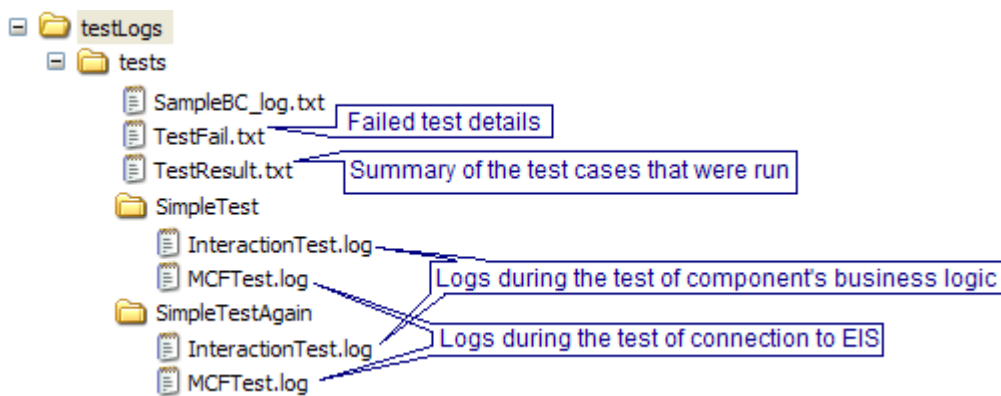 testLogs
tests
SampleBC_log.txt
Failed test details
TestFail.txt
TestResult.txt
Summary of the test cases that were run
SimpleTest
InteractionTest.log
MCFTest.log
Logs during the test of component's business logic
SimpleTestAgain
Logs during the test of connection to EIS
InteractionTest.log
MCFTest.log